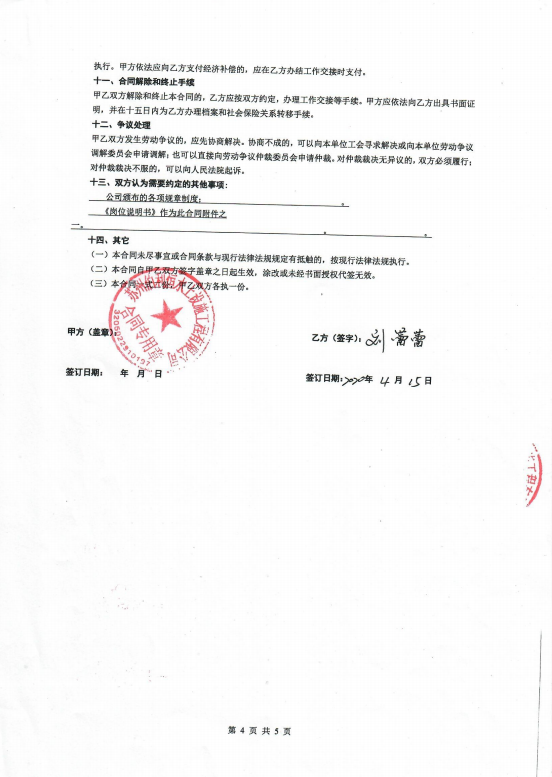 执行。甲方依法应向乙方支付经济补偿的，应在乙方办结工作交接时支付。
十一、合同解除和终止手续
甲乙双方解除和终止本合同的，乙方应按双方约定，办理工作交接等手续。甲方应依法向乙方出具书面证
明，并在十五日内为乙方办理档案和社会保险关系转移手续。
十二、争议处理
甲乙双方发生劳动争议的，应先协商解决。协商不成的，可以向本单位工会寻求解决或向本单位劳动争议
调解委员会申请调解；也可以直接向劳动争议仲裁委员会申请仲裁。对仲裁裁决无异议的，双方必须履行；
对仲裁裁决不服的，可以向人民法院起诉。
十三、双方认为需要约定的其他事项：
公司颁布的各项规章制度； 。
《岗位说明书》作为此合同附件之
一。 。 。
十四、其它
（一）本合同未尽事宜或合同条款与现行法律法规规定有抵触的，按现行法律法规执行。
（二）本合同自甲乙双方签字盖章之日起生效，涂改或未经书面授权代签无效。
（三）本合同一式二份，甲乙双方各执一份。
甲方（盖章）：
合同专用章
乙方（签字）：刘蕾蕾
签订日期： 年 月 日
签订日期：2020年 4 月 15 日
第 4 页 共 5 页